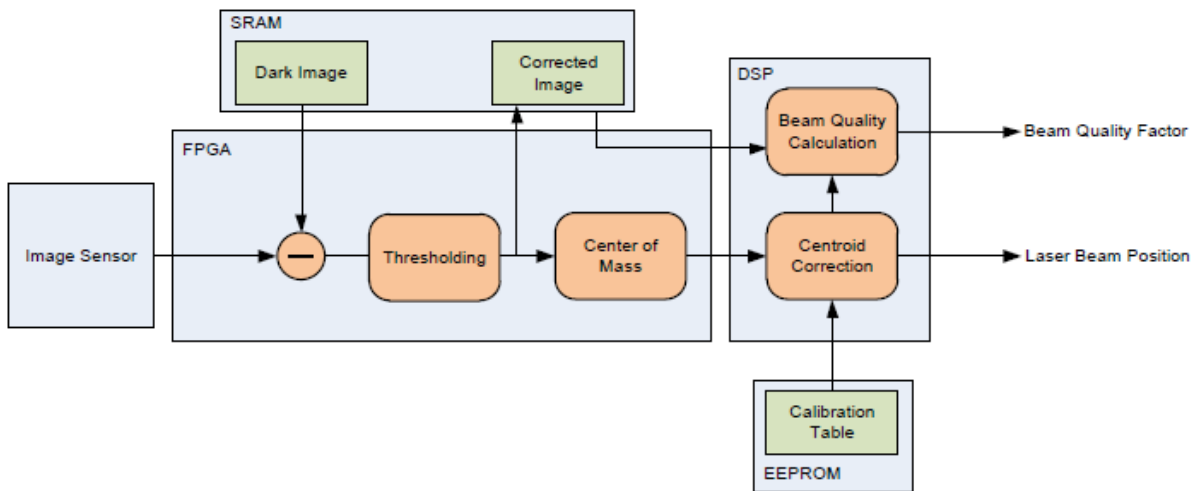 SRAM
Dark Image
Corrected
Image
DSP
Beam Quality
Calculation
Beam Quality Factor
FPGA
Image Sensor
Thresholding
Center of
Mass
Centroid
Correction
Laser Beam Position
Calibration
Table
EEPROM